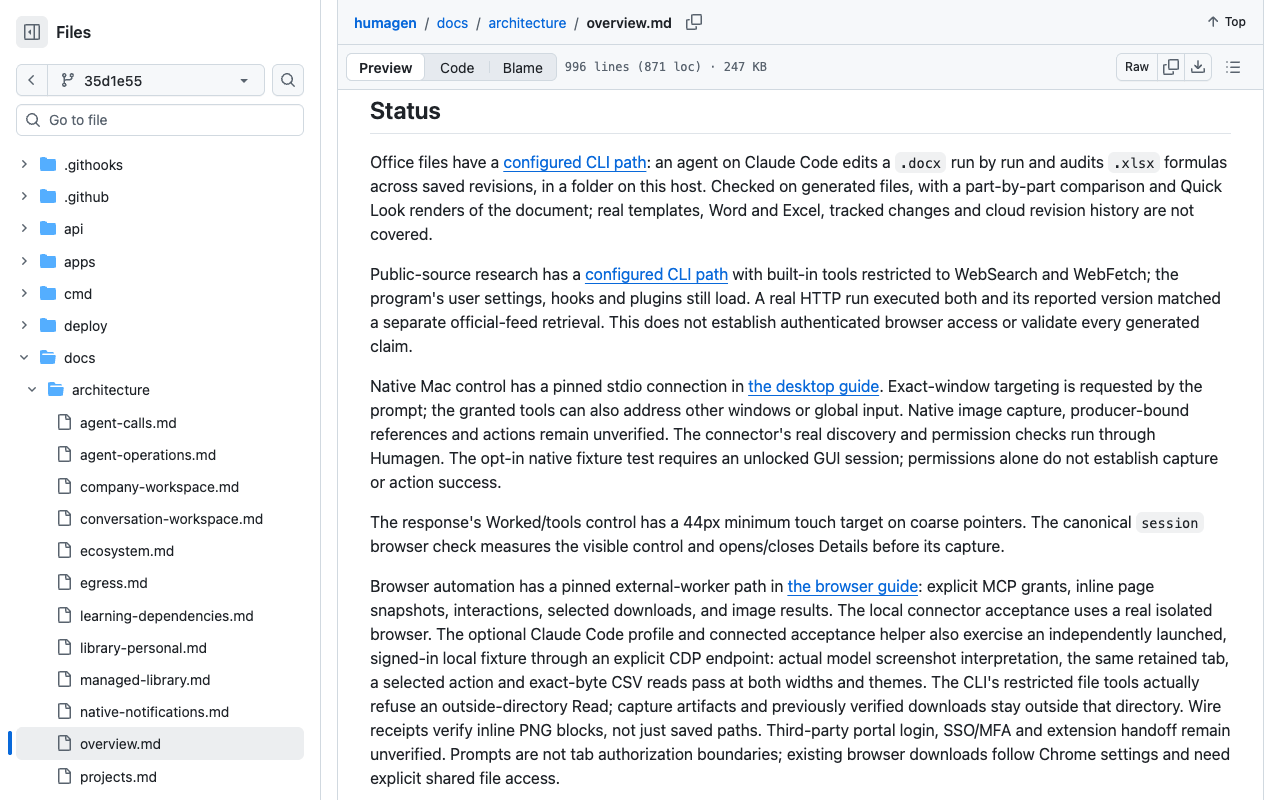 Files
35d1e55
Go to file
.githooks
.github
api
apps
cmd
deploy
docs
architecture
agent-calls.md
agent-operations.md
company-workspace.md
conversation-workspace.md
ecosystem.md
egress.md
learning-dependencies.md
library-personal.md
managed-library.md
native-notifications.md
overview.md
projects.md
humagen / docs / architecture / overview.md
Top
Preview Code Blame 996 lines (871 loc) · 247 KB Raw
Status
Office files have a configured CLI path: an agent on Claude Code edits a .docx run by run and audits .xlsx formulas
across saved revisions, in a folder on this host. Checked on generated files, with a part-by-part comparison and Quick
Look renders of the document; real templates, Word and Excel, tracked changes and cloud revision history are not
covered.
Public-source research has a configured CLI path with built-in tools restricted to WebSearch and WebFetch; the
program's user settings, hooks and plugins still load. A real HTTP run executed both and its reported version matched
a separate official-feed retrieval. This does not establish authenticated browser access or validate every generated
claim.
Native Mac control has a pinned stdio connection in the desktop guide. Exact-window targeting is requested by the
prompt; the granted tools can also address other windows or global input. Native image capture, producer-bound
references and actions remain unverified. The connector's real discovery and permission checks run through
Humagen. The opt-in native fixture test requires an unlocked GUI session; permissions alone do not establish capture
or action success.
The response's Worked/tools control has a 44px minimum touch target on coarse pointers. The canonical session
browser check measures the visible control and opens/closes Details before its capture.
Browser automation has a pinned external-worker path in the browser guide: explicit MCP grants, inline page
snapshots, interactions, selected downloads, and image results. The local connector acceptance uses a real isolated
browser. The optional Claude Code profile and connected acceptance helper also exercise an independently launched,
signed-in local fixture through an explicit CDP endpoint: actual model screenshot interpretation, the same retained tab,
a selected action and exact-byte CSV reads pass at both widths and themes. The CLI's restricted file tools actually
refuse an outside-directory Read; capture artifacts and previously verified downloads stay outside that directory. Wire
receipts verify inline PNG blocks, not just saved paths. Third-party portal login, SSO/MFA and extension handoff remain
unverified. Prompts are not tab authorization boundaries; existing browser downloads follow Chrome settings and need
explicit shared file access.